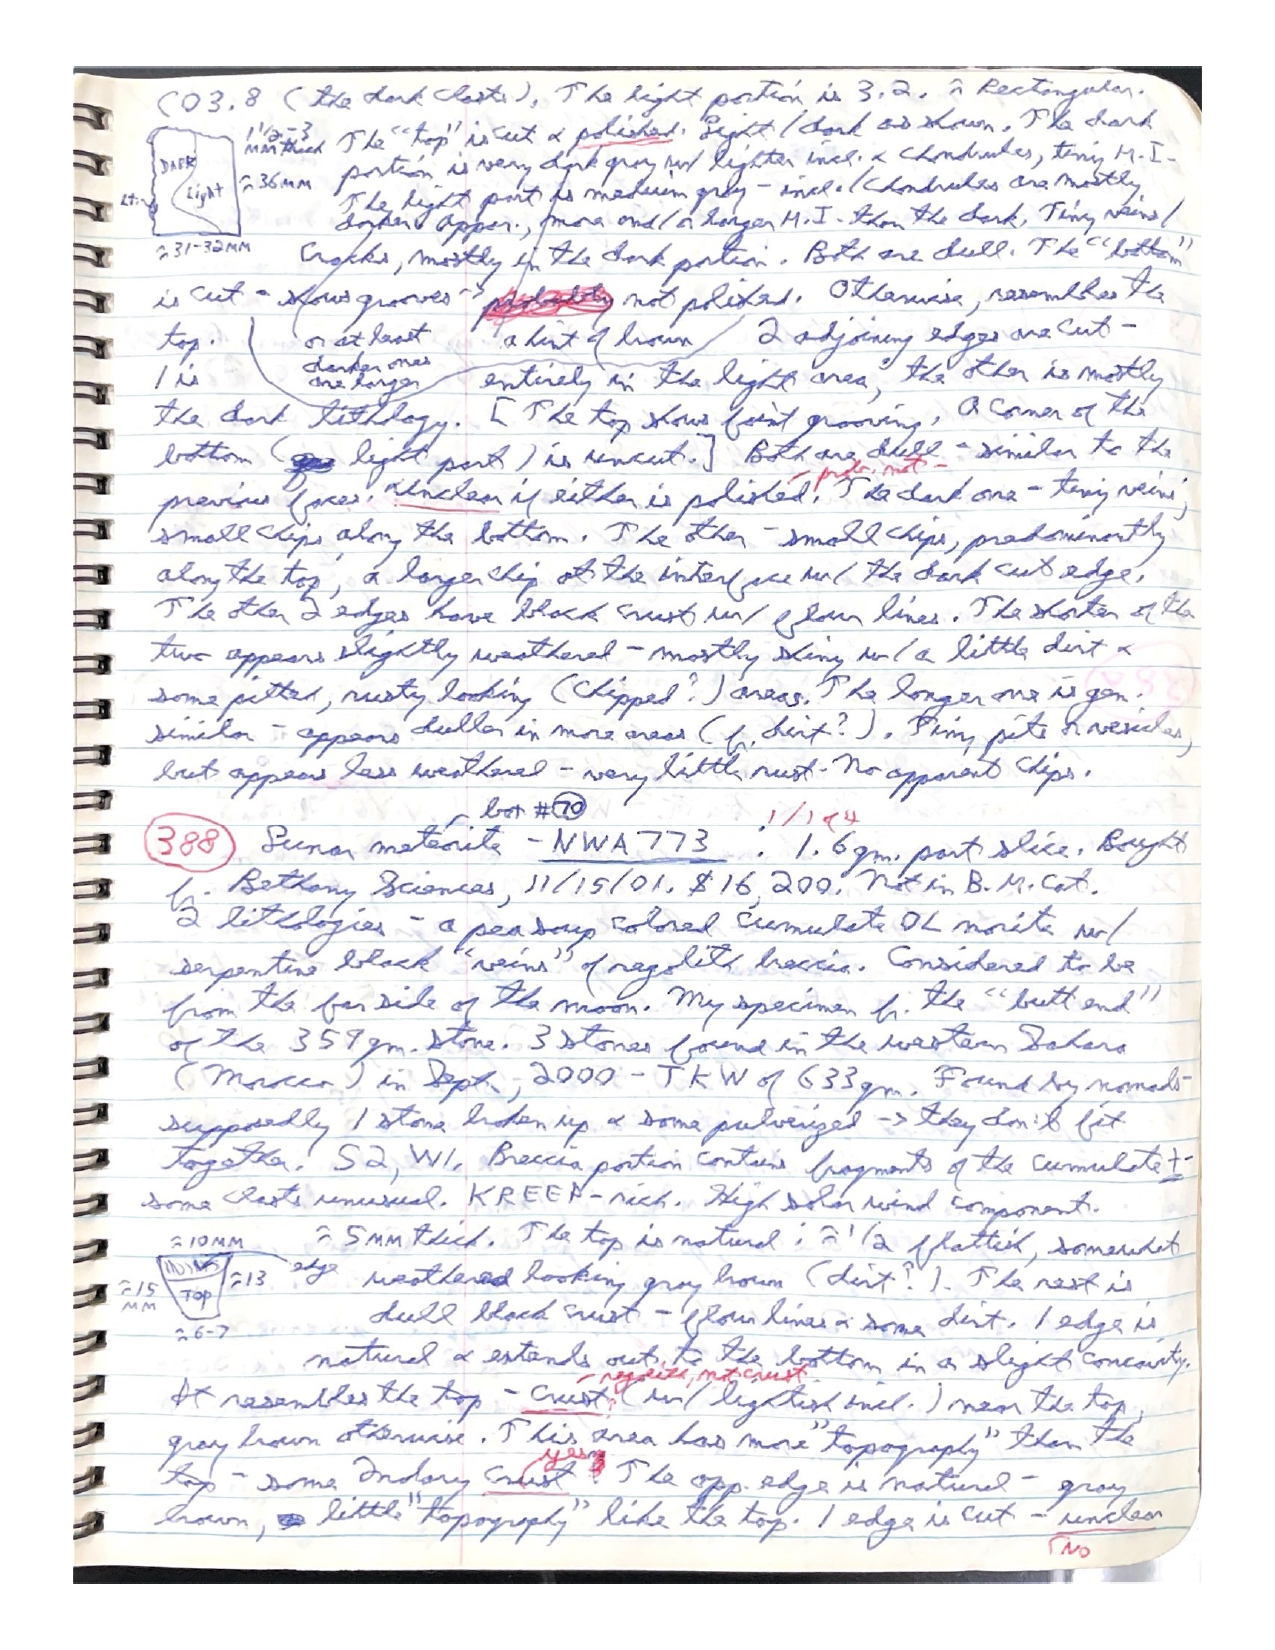 CO3.8 (the dark clasts). The light portion is 3.2. ≈ Rectangular.
1 1/2-3
MM thick
The "top" is cut & polished. Light/dark as shown. The dark
DARK
Light
≈36MM
≈31-32MM
portion is very dark gray w/ lighter incl. & chondrules, tiny M.I-
The light part is medium gray - incl./chondrules are mostly
darker appar., more and/or larger M.I. than the dark. Tiny veins/
cracks, mostly in the dark portion. Both are dull. The "bottom"
is cut - shows grooves - probably not polished. Otherwise, resembles the
top. or at least a hint of brown 2 adjoining edges are cut -
darker ones
are larger
1 is entirely in the light area, the other is mostly
the dark lithology. [The top shows faint grooving. A corner of the
bottom (light part) is uncut.] Both are dull - similar to the
- prob. not -
previous faces. Unclear if either is polished. The dark one - tiny veins,
small chips along the bottom. The other - small chips, predominantly
along the top, a larger chip at the interface w/ the dark cut edge.
The other 2 edges have black crust w/ flow lines. The shorter of the
two appears slightly weathered - mostly shiny w/ a little dirt &
some pitted, rusty looking (chipped?) areas. The longer one is gen.
similar - appears duller in more areas (fr. dirt?). Tiny pits or vesicles,
but appears less weathered - very little rust. No apparent chips.
bot #70
1/1 of 4
388 Lunar meteorite - NWA 773 : 1.6 gm. part slice. Bought
fr. Bethany Sciences, 11/15/01. $16,200. Not in B.M. Cat.
2 lithologies - a pea soup colored cumulate OL norite w/
serpentine black "veins" of regolith breccia. Considered to be
from the far side of the moon. My specimen fr. the "butt end"
of the 359 gm. stone. 3 stones found in the western Sahara
(Morocco) in Sept., 2000 - TKW of 633 gm. Found by nomads-
supposedly 1 stone broken up & some pulverized -> they don't fit
together. S2, W1. Breccia portion contains fragments of the cumulate ±
some clasts unusual. KREEP-rich. High solar wind component.
≈10MM
≈5MM thick. The top is natural: ≈1/2 flattish, somewhat
≈15
MM
TOP
≈13
≈6-7
edge
weathered looking gray brown (dirt?). The rest is
dull black crust - flow lines & some dirt. 1 edge is
natural & extends out to the bottom in a slight concavity.
- regolith, not crust
It resembles the top - crust? (w/ lightish incl.) near the top,
gray brown otherwise. This area has more "topography" than the
yes
top - some 2ndary crust? The opp. edge is natural - gray
brown, little "topography" like the top. 1 edge is cut - unclear
NO